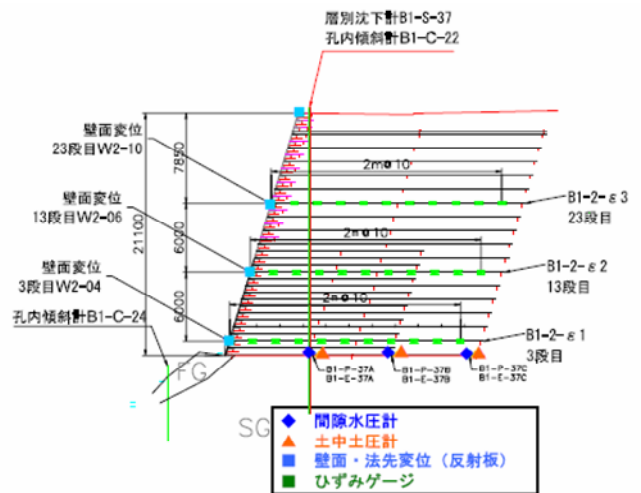 層別沈下計B1-S-37
孔内傾斜計B1-C-22
壁面変位
23段目W2-10
7850
2m@10
B1-2-ε3
23段目
壁面変位
13段目W2-06
21100
6000
2m@10
B1-2-ε2
13段目
壁面変位
3段目W2-04
6000
2m@10
孔内傾斜計B1-C-24
B1-2-ε1
3段目
FG
B1-P-37A
B1-E-37A
B1-P-37B
B1-E-37B
B1-P-37C
B1-E-37C
SG
間隙水圧計
土中土圧計
壁面・法先変位（反射板）
ひずみゲージ